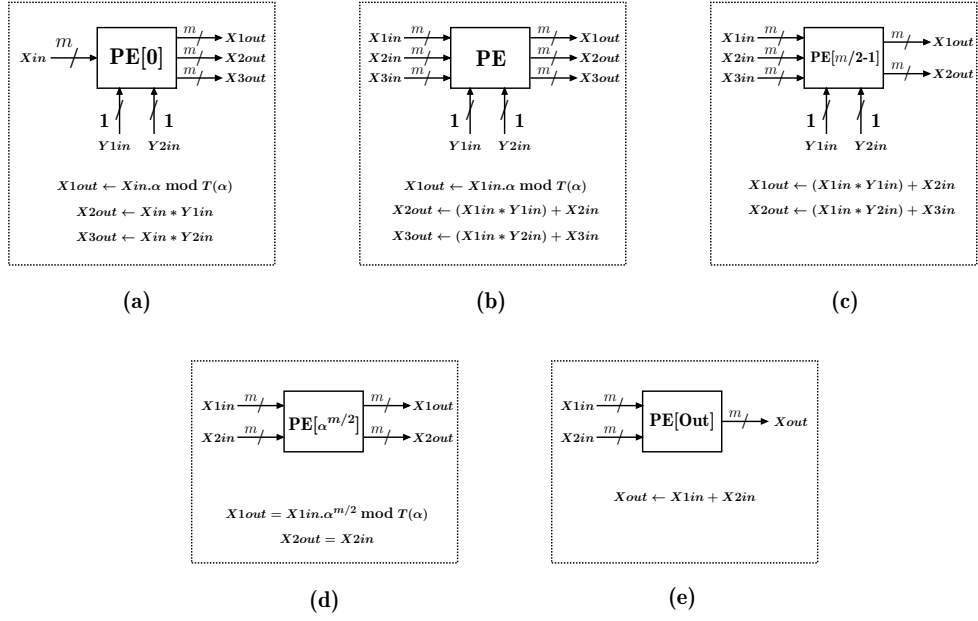 m m X1out
Xin PE[0] m X2out
m X3out
1 1
Y1in Y2in
X1out ← Xin.α mod T(α)
X2out ← Xin * Y1in
X3out ← Xin * Y2in
(a)
X1in m m X1out
X2in m PE m X2out
X3in m m X3out
1 1
Y1in Y2in
X1out ← X1in.α mod T(α)
X2out ← (X1in * Y1in) + X2in
X3out ← (X1in * Y2in) + X3in
(b)
X1in m m X1out
X2in m PE[m/2-1]
X3in m m X2out
1 1
Y1in Y2in
X1out ← (X1in * Y1in) + X2in
X2out ← (X1in * Y2in) + X3in
(c)
X1in m m X1out
PE[α^{m/2}]
X2in m m X2out
X1out = X1in.α^{m/2} mod T(α)
X2out = X2in
(d)
X1in m
PE[Out] m Xout
X2in m
Xout ← X1in + X2in
(e)